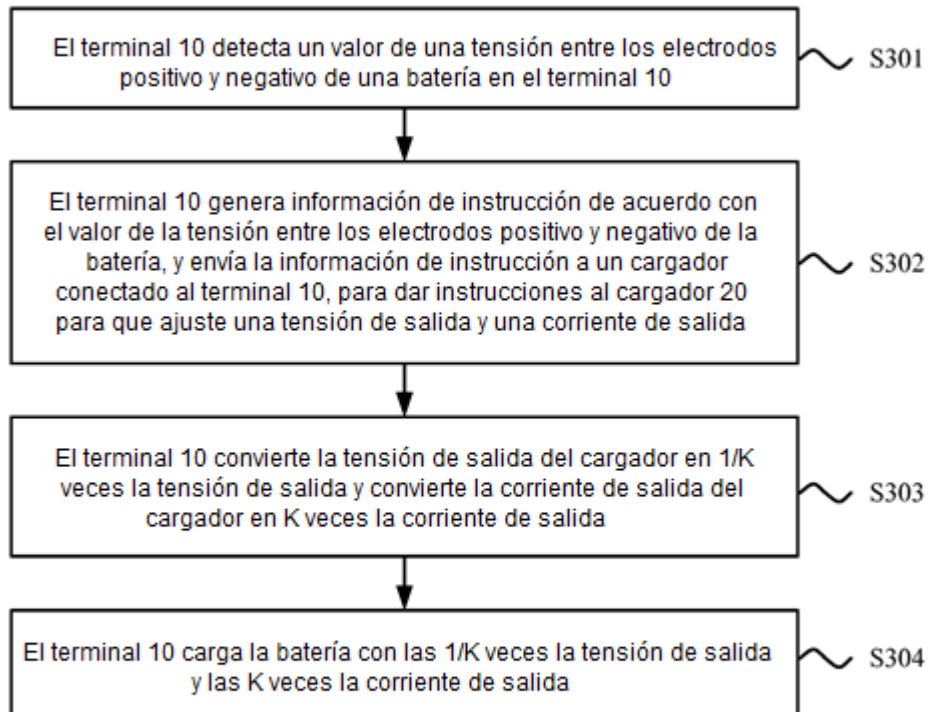 El terminal 10 detecta un valor de una tensión entre los electrodos
positivo y negativo de una batería en el terminal 10
S301
El terminal 10 genera información de instrucción de acuerdo con
el valor de la tensión entre los electrodos positivo y negativo de la
batería, y envía la información de instrucción a un cargador
conectado al terminal 10, para dar instrucciones al cargador 20
para que ajuste una tensión de salida y una corriente de salida
S302
El terminal 10 convierte la tensión de salida del cargador en 1/K
veces la tensión de salida y convierte la corriente de salida del
cargador en K veces la corriente de salida
S303
El terminal 10 carga la batería con las 1/K veces la tensión de salida
y las K veces la corriente de salida
S304